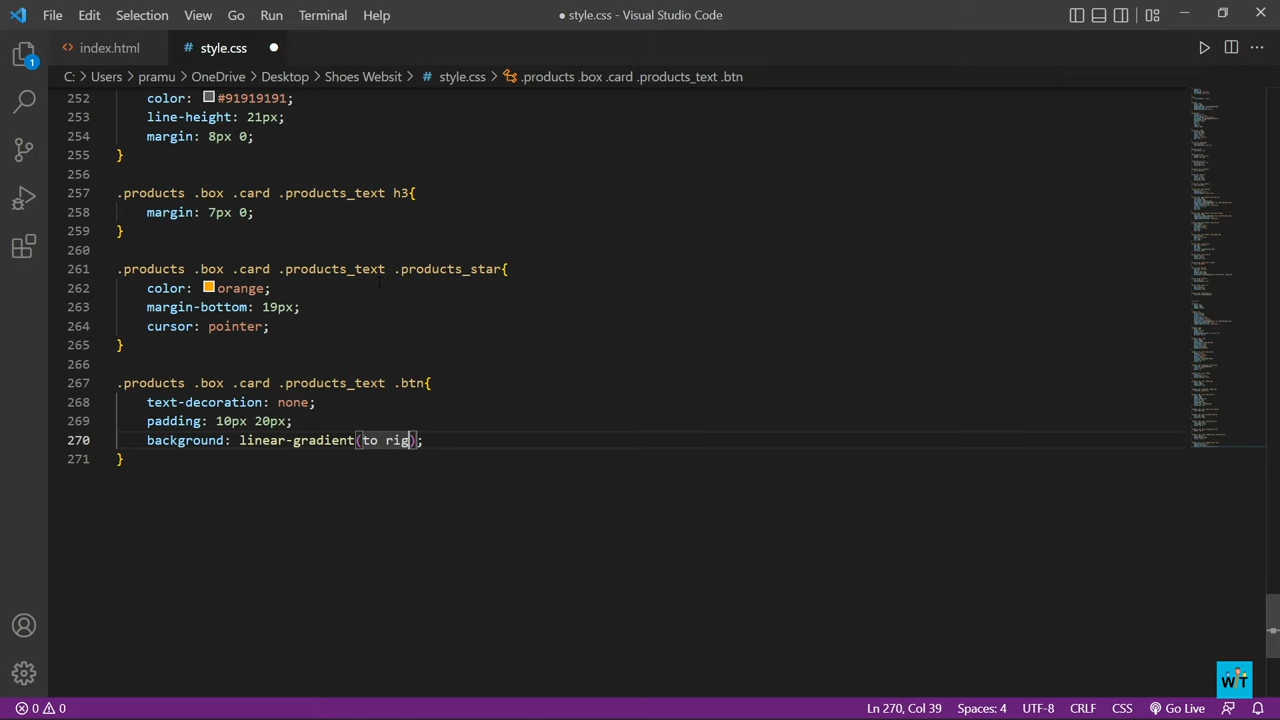 File Edit Selection View Go Run Terminal Help ● style.css - Visual Studio Code
<> index.html # style.css ●
C: > Users > pramu > OneDrive > Desktop > Shoes Websit > # style.css > .products .box .card .products_text .btn
1
252 color: #91919191;
253 line-height: 21px;
254 margin: 8px 0;
255 }
256
257 .products .box .card .products_text h3{
258 margin: 7px 0;
259 }
260
261 .products .box .card .products_text .products_star{
262 color: orange;
263 margin-bottom: 19px;
264 cursor: pointer;
265 }
266
267 .products .box .card .products_text .btn{
268 text-decoration: none;
269 padding: 10px 20px;
270 background: linear-gradient(to rig);
271 }
WT
0 0 Ln 270, Col 39 Spaces: 4 UTF-8 CRLF CSS Go Live